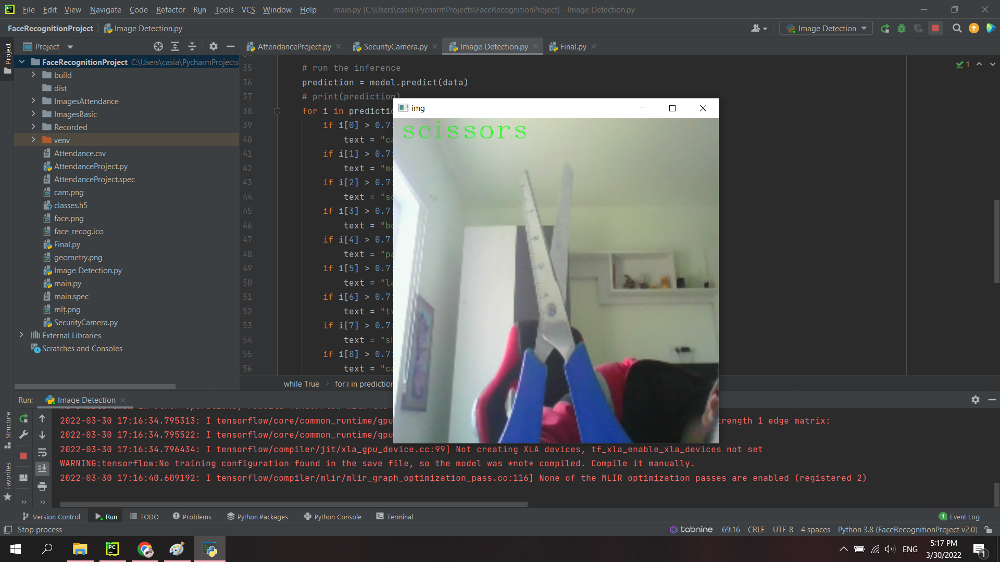 File Edit View Navigate Code Refactor Run Tools VCS Window Help main.py [C:\Users\casia\PycharmProjects\FaceRecognitionProject] - Image Detection.py
FaceRecognitionProject Image Detection.py
Image Detection
Project
AttendanceProject.py
SecurityCamera.py
Image Detection.py
Final.py
Project
FaceRecognitionProject C:\Users\casia\PycharmProjects
build
dist
ImagesAttendance
ImagesBasic
Recorded
venv
Attendance.csv
AttendanceProject.py
AttendanceProject.spec
cam.png
classes.h5
face.png
face_recog.ico
Final.py
geometry.png
Image Detection.py
main.py
main.spec
mîț.png
SecurityCamera.py
External Libraries
Scratches and Consoles
1
35 # run the inference
36 prediction = model.predict(data)
37 # print(prediction)
38 for i in
39 if i[0] > 0.7:
40 text =
41 if i[1] > 0.7:
42 text =
43 if i[2] > 0.7:
44 text =
45 if i[3] > 0.7:
46 text =
47 if i[4] > 0.7:
48 text =
49 if i[5] > 0.7:
50 text =
51 if i[6] > 0.7:
52 text =
53 if i[7] > 0.7:
54 text =
55 if i[8] > 0.7:
56 text =
img
scissors
while True for i in prediction
Run: Image Detection
2022-03-30 17:16:34.795313: I tensorflow/core/common_runtime/gpu
1 edge matrix:
2022-03-30 17:16:34.795522: I tensorflow/core/common_runtime/gpu
2022-03-30 17:16:34.796434: I tensorflow/compiler/jit/xla_gpu_device.cc:99] Not creating XLA devices, tf_xla_enable_xla_devices not set
WARNING:tensorflow:No training configuration found in the save file, so the model was *not* compiled. Compile it manually.
2022-03-30 17:16:40.609192: I tensorflow/compiler/mlir/mlir_graph_optimization_pass.cc:116] None of the MLIR optimization passes are enabled (registered 2)
Structure
Favorites
Version Control Run TODO Problems Python Packages Python Console Terminal
1 Event Log
Stop process
tabnine 69:16 CRLF UTF-8 4 spaces Python 3.8 (FaceRecognitionProject v2.0)
ENG
5:17 PM
3/30/2022
1